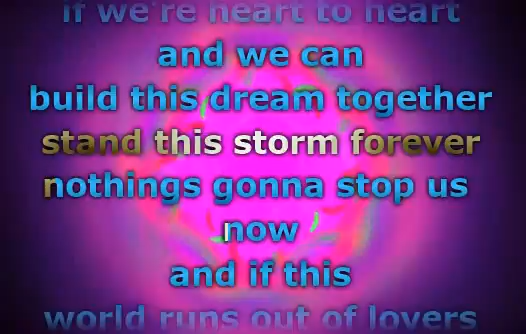 if we're heart to heart
and we can
build this dream together
stand this storm forever
nothings gonna stop us
now
and if this
world runs out of lovers